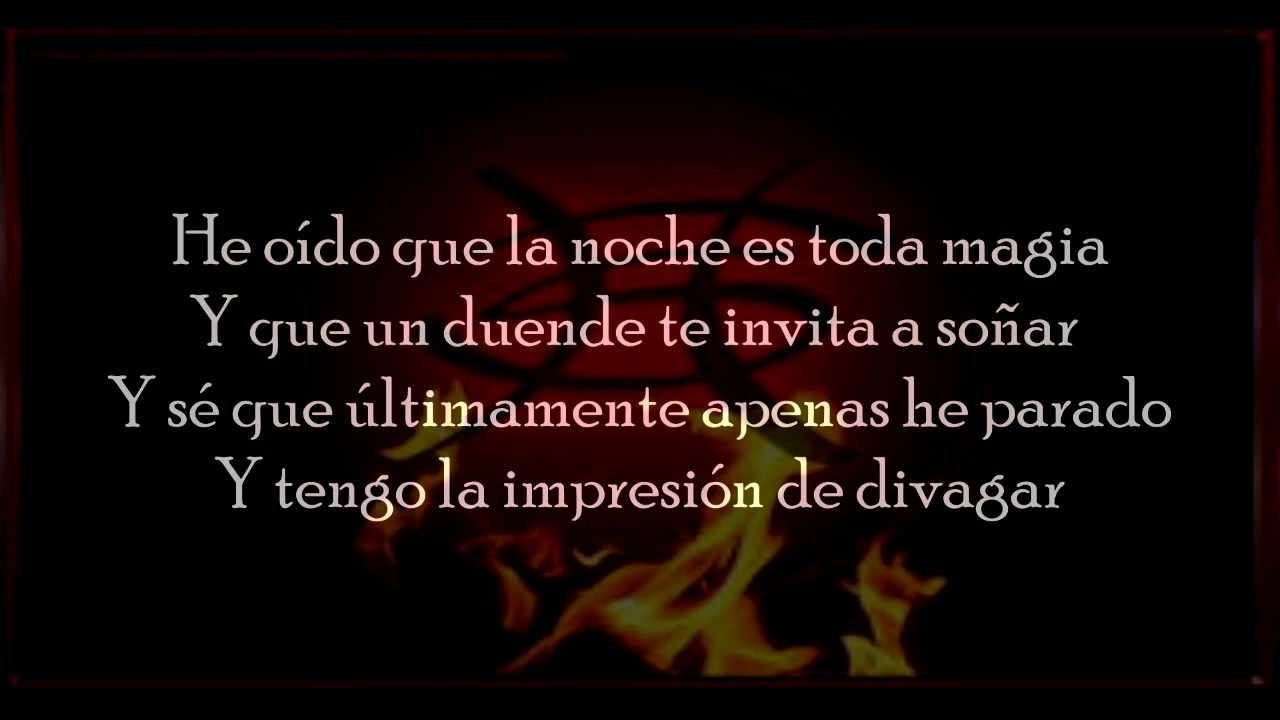 He oído que la noche es toda magia
Y que un duende te invita a soñar
Y sé que últimamente apenas he parado
Y tengo la impresión de divagar